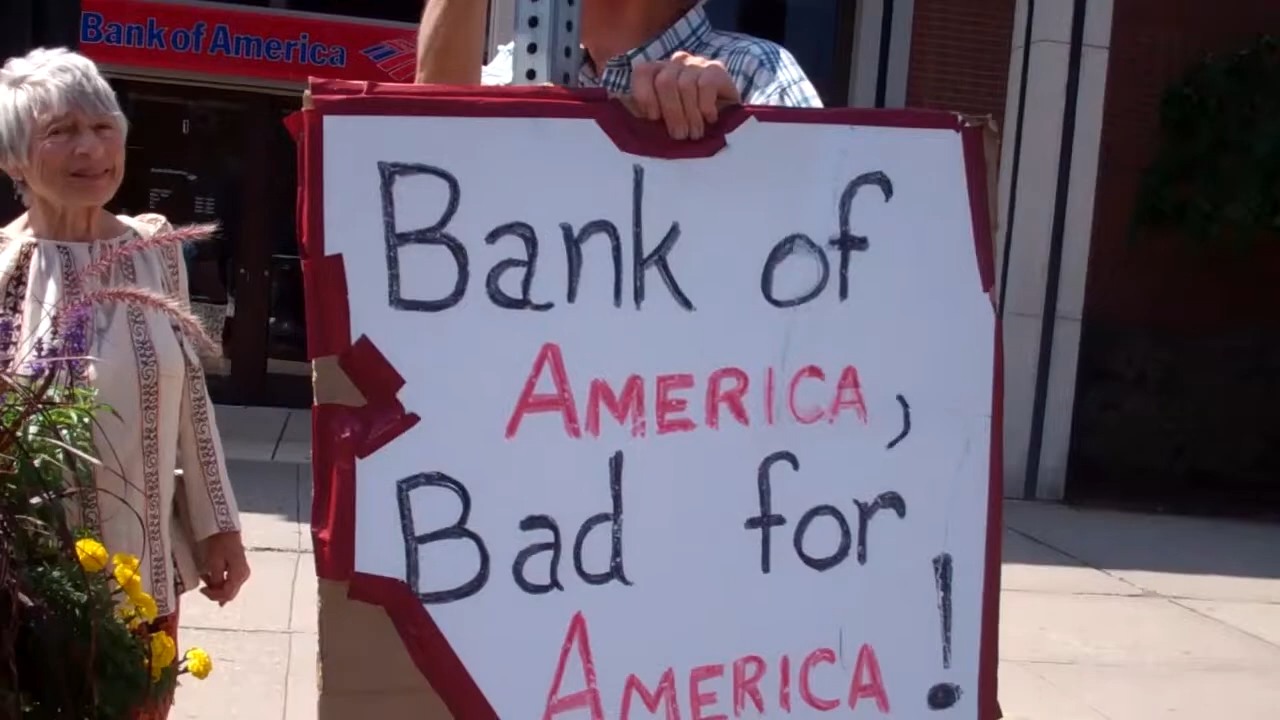 Bank of America
Bank of
AMERICA,
Bad for
AMERICA!